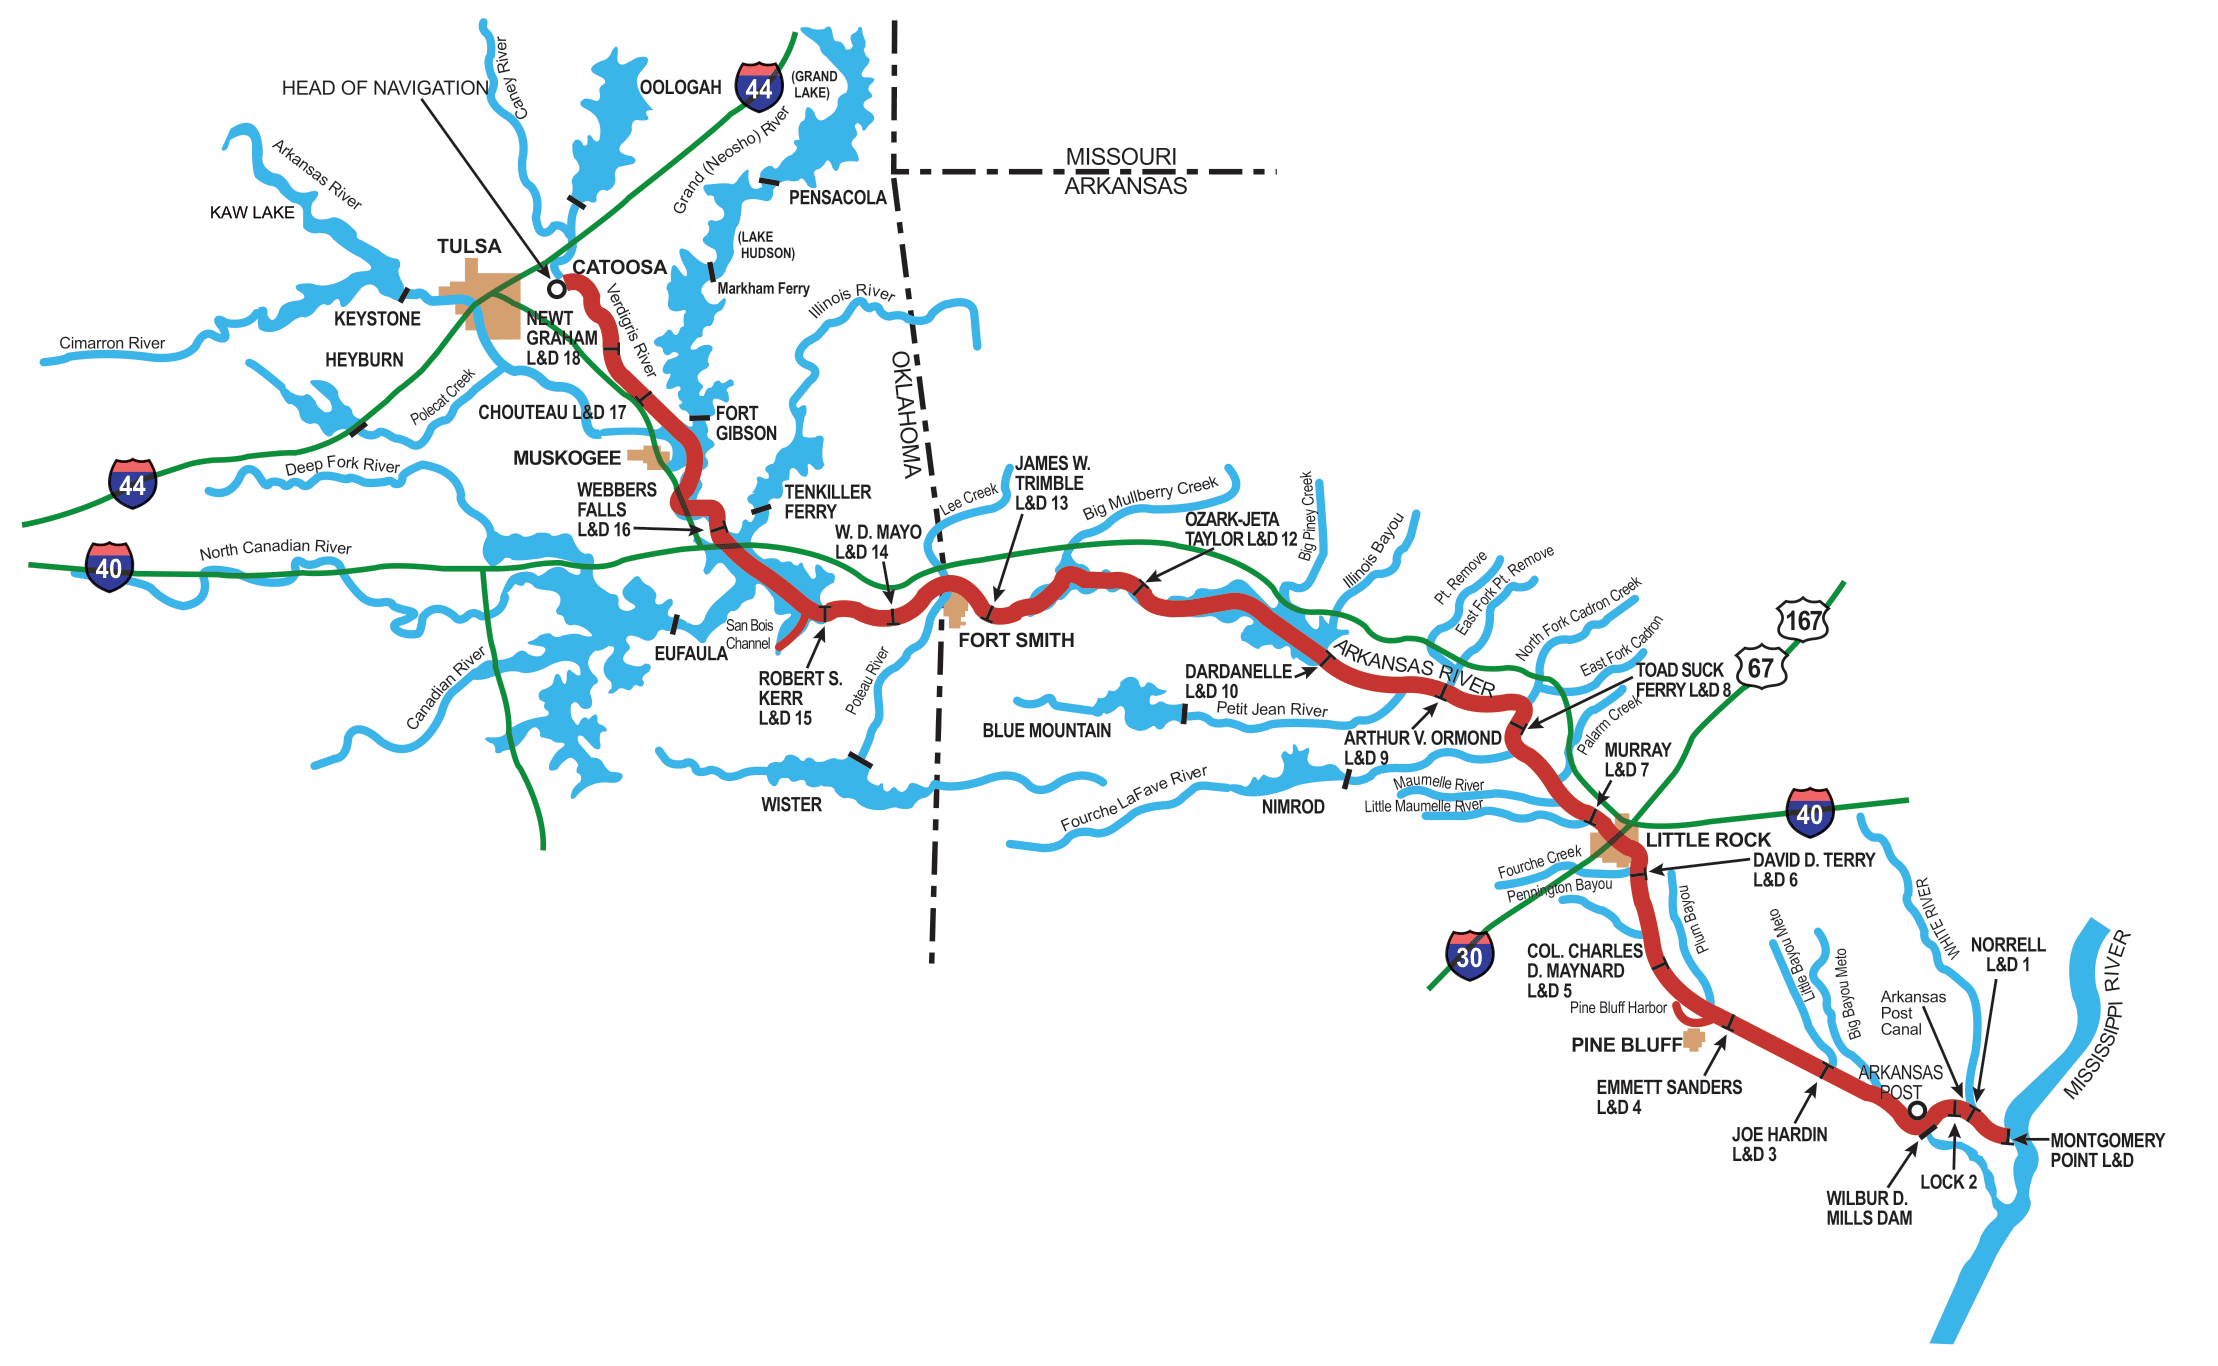 Caney River
HEAD OF NAVIGATION
OOLOGAH
44
(GRAND
LAKE)
Grand (Neosho) River
Arkansas River
KAW LAKE
PENSACOLA
MISSOURI
ARKANSAS
TULSA
(LAKE
HUDSON)
CATOOSA
Markham Ferry
Illinois River
KEYSTONE
NEWT
GRAHAM
L&D 18
Verdigris River
Cimarron River
HEYBURN
Polecat Creek
OKLAHOMA
CHOUTEAU L&D 17
FORT
GIBSON
MUSKOGEE
44
Deep Fork River
WEBBERS
FALLS
L&D 16
TENKILLER
FERRY
W. D. MAYO
L&D 14
Lee Creek
JAMES W.
TRIMBLE
L&D 13
Big Mullberry Creek
OZARK-JETA
TAYLOR L&D 12
Big Piney Creek
Illinois Bayou
Pt. Remove
East Fork Pt. Remove
North Fork Cadron Creek
East Fork Cadron
167
67
40
North Canadian River
San Bois
Channel
EUFAULA
FORT SMITH
Canadian River
ROBERT S.
KERR
L&D 15
Poteau River
DARDANELLE
L&D 10
ARKANSAS RIVER
TOAD SUCK
FERRY L&D 8
Petit Jean River
BLUE MOUNTAIN
Palarm Creek
ARTHUR V. ORMOND
L&D 9
MURRAY
L&D 7
WISTER
Fourche LaFave River
NIMROD
Maumelle River
Little Maumelle River
40
LITTLE ROCK
Fourche Creek
Pennington Bayou
DAVID D. TERRY
L&D 6
Plum Bayou
30
COL. CHARLES
D. MAYNARD
L&D 5
Little Bayou Meto
Big Bayou Meto
WHITE RIVER
NORRELL
L&D 1
MISSISSIPPI RIVER
Arkansas
Post
Canal
Pine Bluff Harbor
PINE BLUFF
ARKANSAS
POST
EMMETT SANDERS
L&D 4
JOE HARDIN
L&D 3
MONTGOMERY
POINT L&D
LOCK 2
WILBUR D.
MILLS DAM